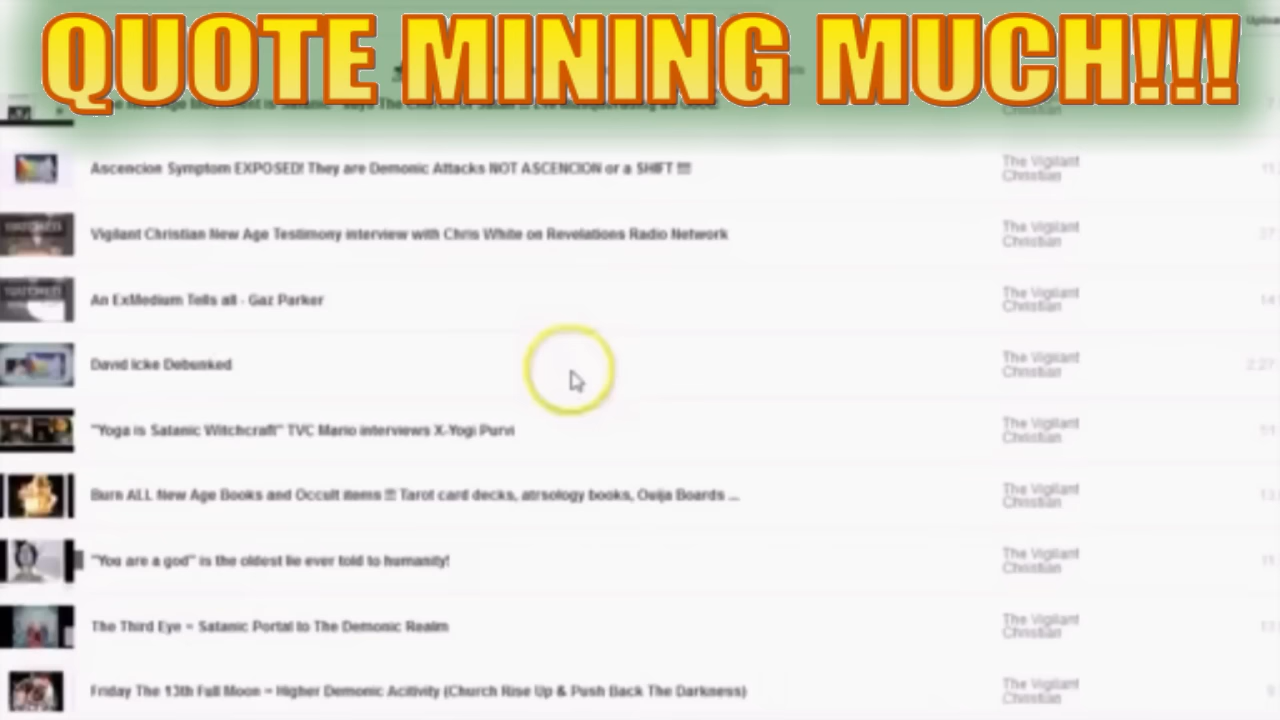 QUOTE MINING MUCH!!!
Ascencion Symptom EXPOSED! They are Demonic Attacks NOT ASCENCION or a SHIFT !!!
The Vigilant
Christian
Vigilant Christian New Age Testimony interview with Chris White on Revelations Radio Network
The Vigilant
Christian
An ExMedium Tells all - Gaz Parker
The Vigilant
Christian
David Icke Debunked
The Vigilant
Christian
"Yoga is Satanic Witchcraft" TVC Mario interviews X-Yogi Purvi
The Vigilant
Christian
Burn ALL New Age Books and Occult items !!! Tarot card decks, atrsology books, Ouija Boards ...
The Vigilant
Christian
"You are a god" is the oldest lie ever told to humanity!
The Vigilant
Christian
The Third Eye = Satanic Portal to The Demonic Realm
The Vigilant
Christian
Friday The 13th Full Moon = Higher Demonic Acitivity (Church Rise Up & Push Back The Darkness)
The Vigilant
Christian